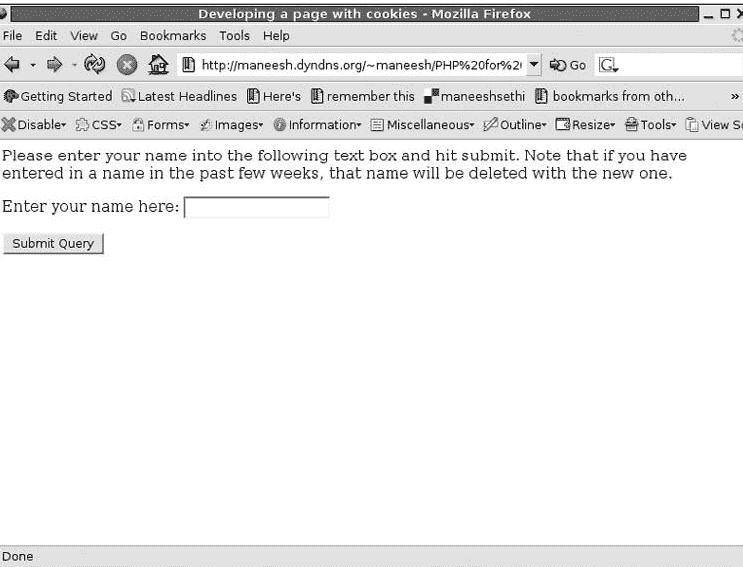 Developing a page with cookies - Mozilla Firefox
File Edit View Go Bookmarks Tools Help
http://maneesh.dyndns.org/~maneesh/PHP%20for%2 Go G
Getting Started Latest Headlines Here's remember this maneeshsethi bookmarks from oth... »
Disable CSS Forms Images Information Miscellaneous Outline Resize Tools View S
Please enter your name into the following text box and hit submit. Note that if you have
entered in a name in the past few weeks, that name will be deleted with the new one.
Enter your name here:
Submit Query
Done